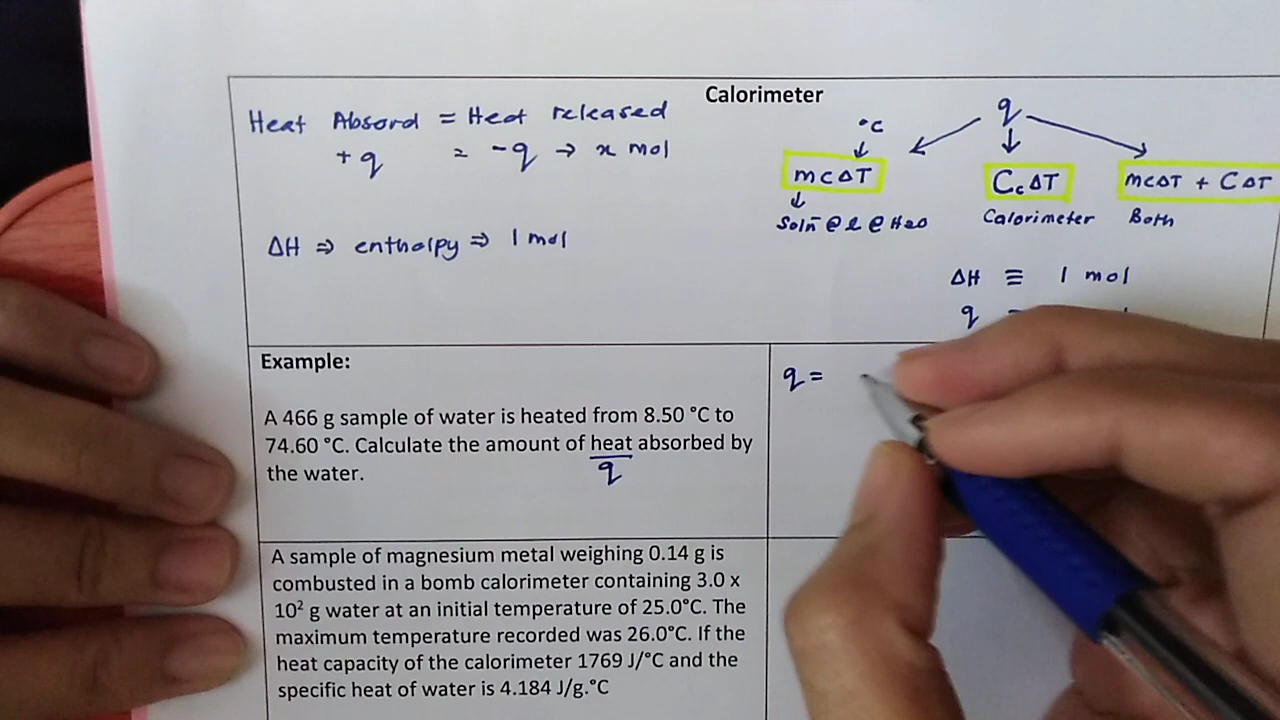 Calorimeter
Heat Absord = Heat released
+q = -q → x mol
ΔH ⇒ enthalpy ⇒ 1 mol
q
°C
mcΔT
CcΔT
mcΔT + CΔT
Soln @ l @ H2O
Calorimeter
Both
ΔH ≡ 1 mol
q
Example:
A 466 g sample of water is heated from 8.50 °C to
74.60 °C. Calculate the amount of heat absorbed by
the water.
q
q =
A sample of magnesium metal weighing 0.14 g is
combusted in a bomb calorimeter containing 3.0 x
10² g water at an initial temperature of 25.0°C. The
maximum temperature recorded was 26.0°C. If the
heat capacity of the calorimeter 1769 J/°C and the
specific heat of water is 4.184 J/g.°C